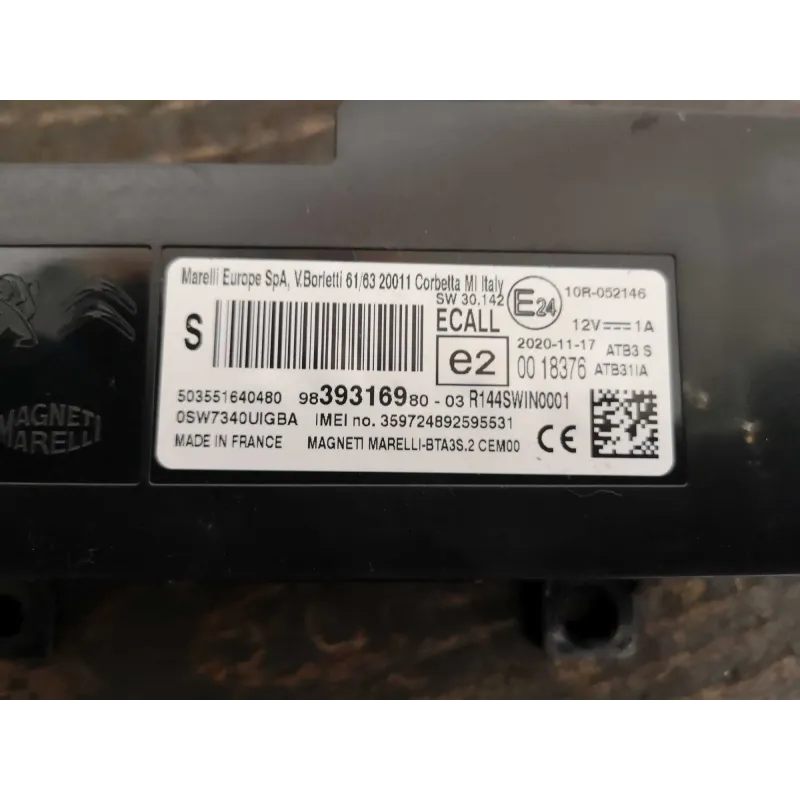 Marelli Europe SpA, V.Borletti 61/63 20011 Corbetta MI Italy
SW 30.142
ECALL
E24
10R-052146
12V⎓1A
S
e2
2020-11-17 ATB3 S
00 18376 ATB31IA
503551640480 9839316980-03 R144SWIN0001
0SW7340UIGBA IMEI no. 359724892595531
MADE IN FRANCE MAGNETI MARELLI-BTA3S.2 CEM00
CE
MAGNETI
MARELLI